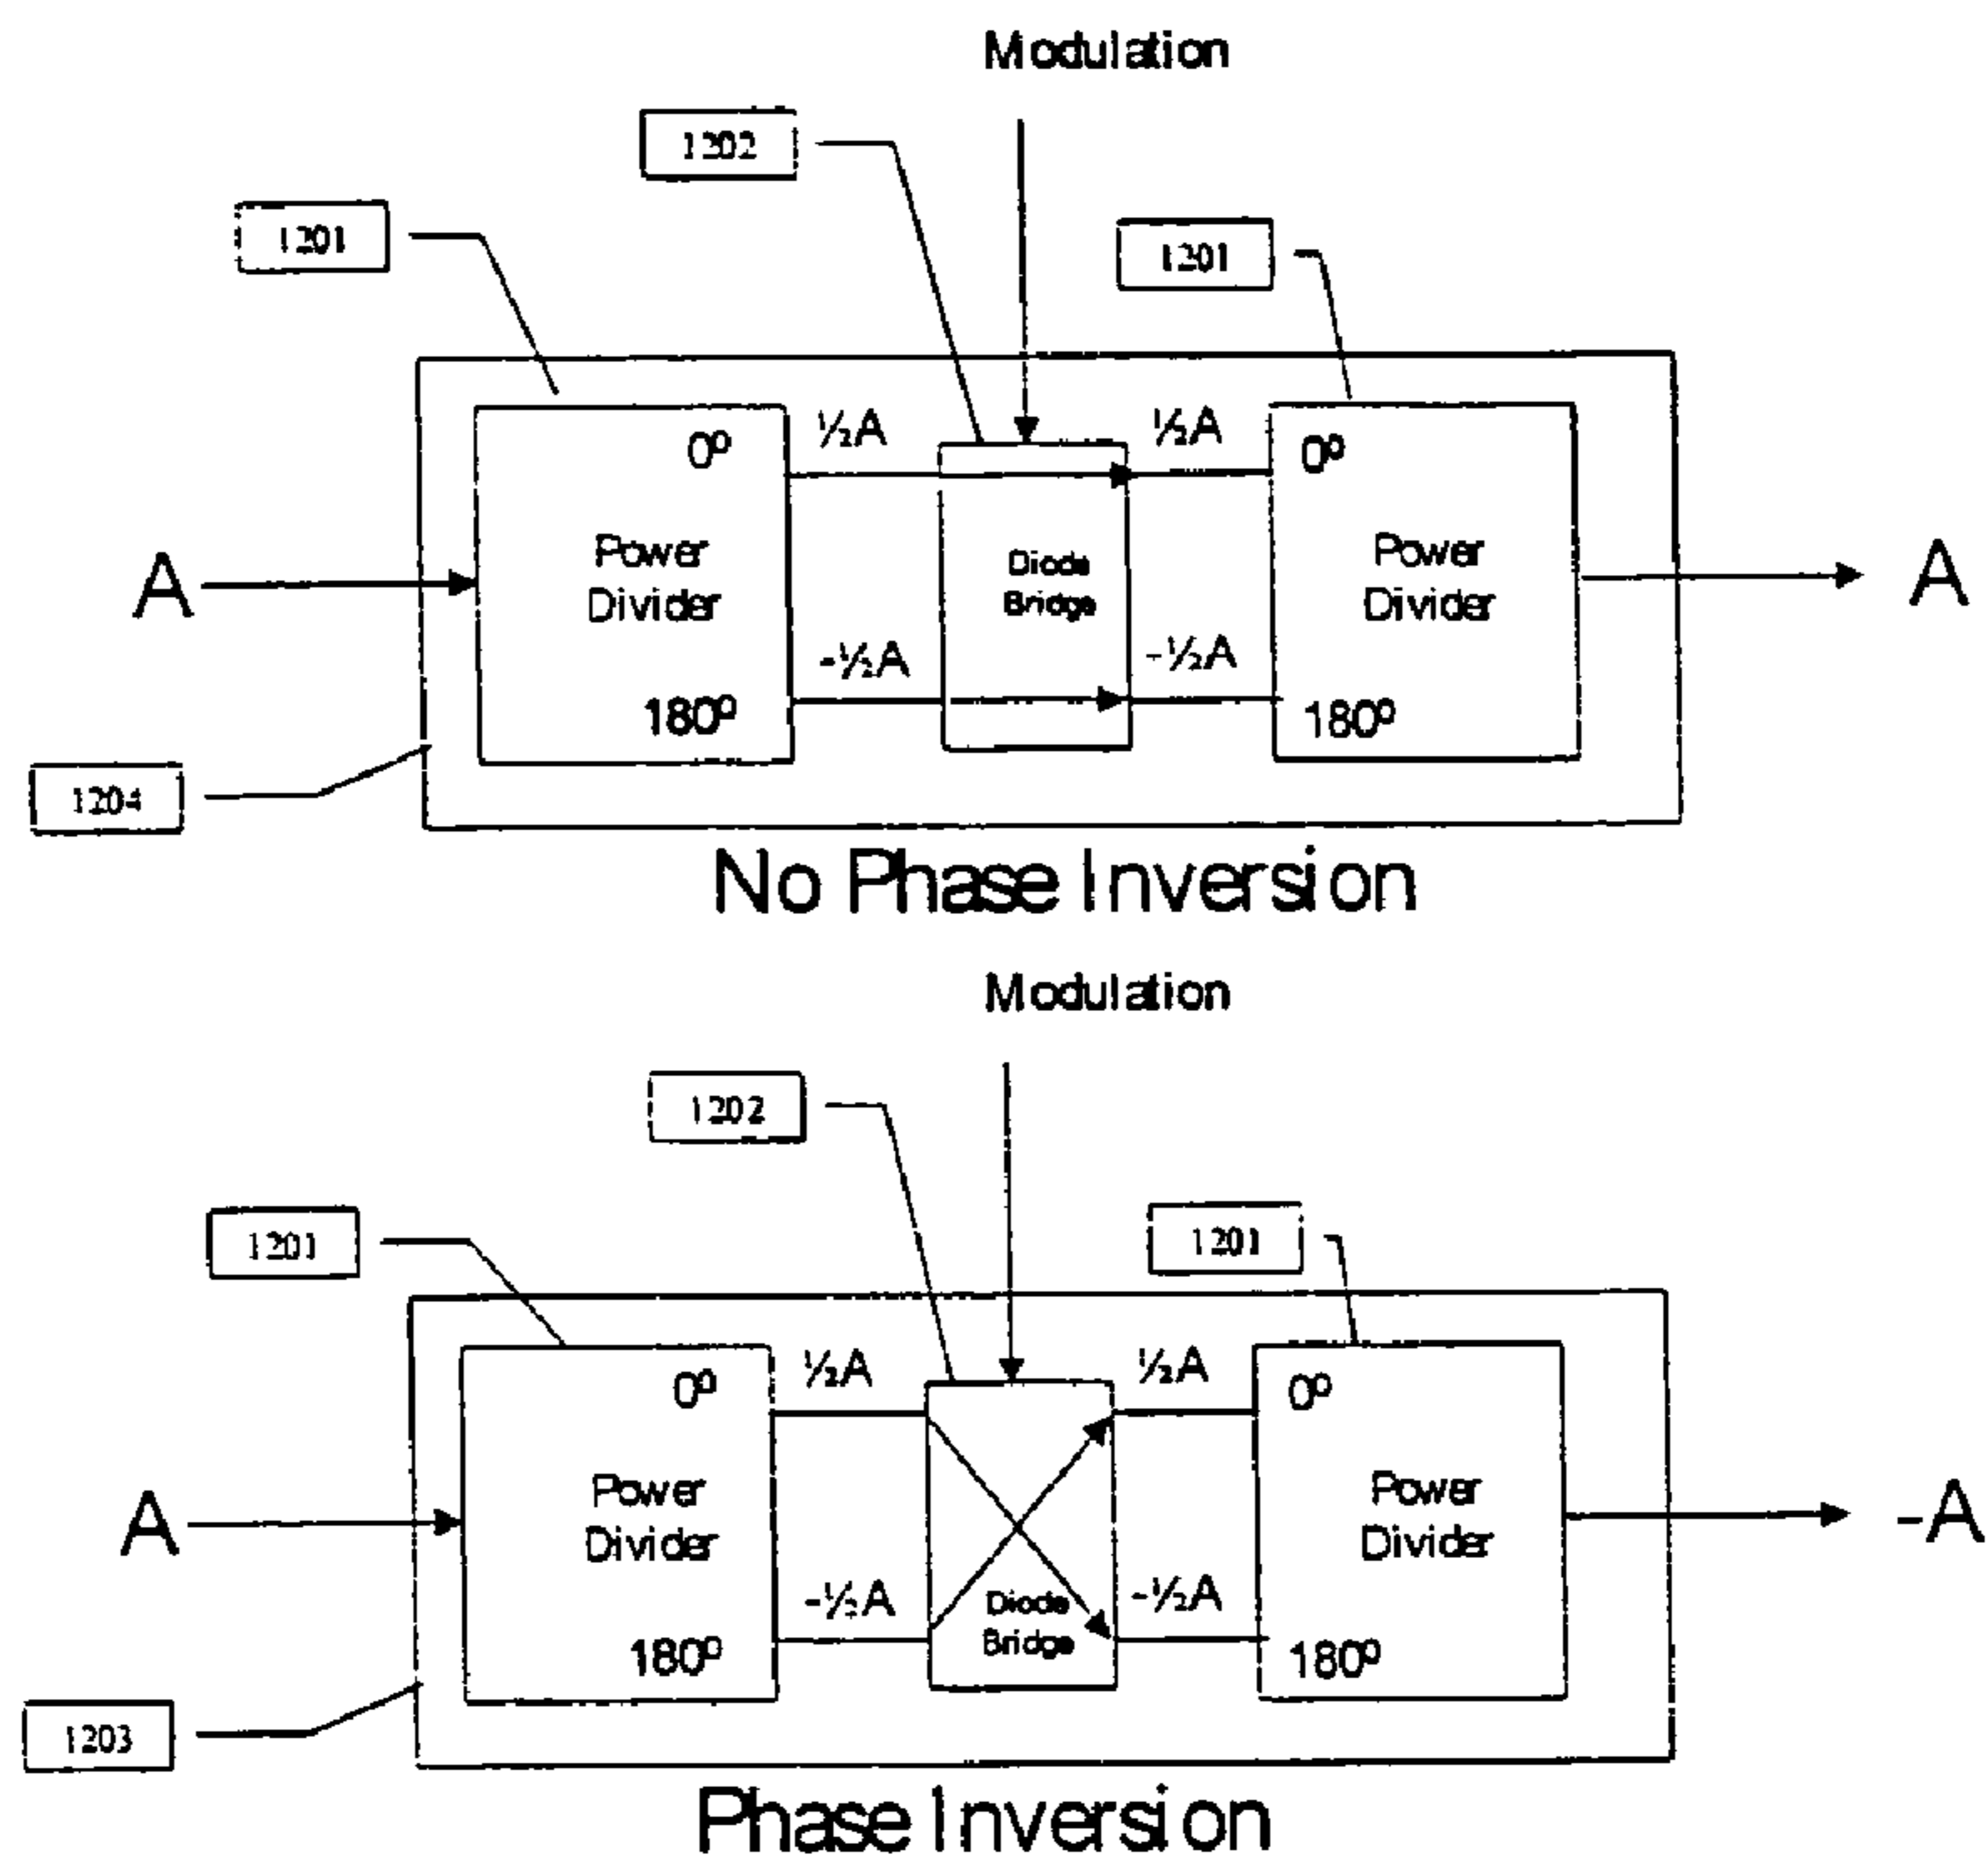 Modulation
1202
1201
1201
0º
½A
½A
0º
A
Power
Divider
Diode
Bridge
Power
Divider
A
-½A
-½A
180º
180º
1204
No Phase Inversion
Modulation
1202
1201
1201
0º
½A
½A
0º
A
Power
Divider
Power
Divider
-A
-½A
Diode
Bridge
-½A
180º
180º
1203
Phase Inversion